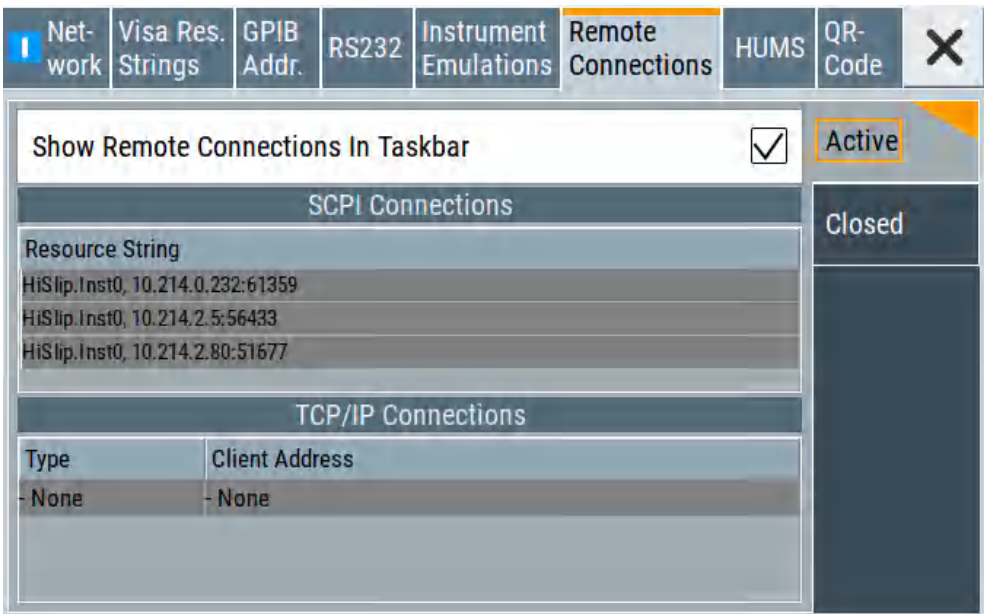 Net-
work
Visa Res.
Strings
GPIB
Addr.
RS232
Instrument
Emulations
Remote
Connections
HUMS
QR-
Code
Show Remote Connections In Taskbar
Active
Closed
SCPI Connections
Resource String
HiSlip.Inst0, 10.214.0.232:61359
HiSlip.Inst0, 10.214.2.5:56433
HiSlip.Inst0, 10.214.2.80:51677
TCP/IP Connections
Type Client Address
- None - None